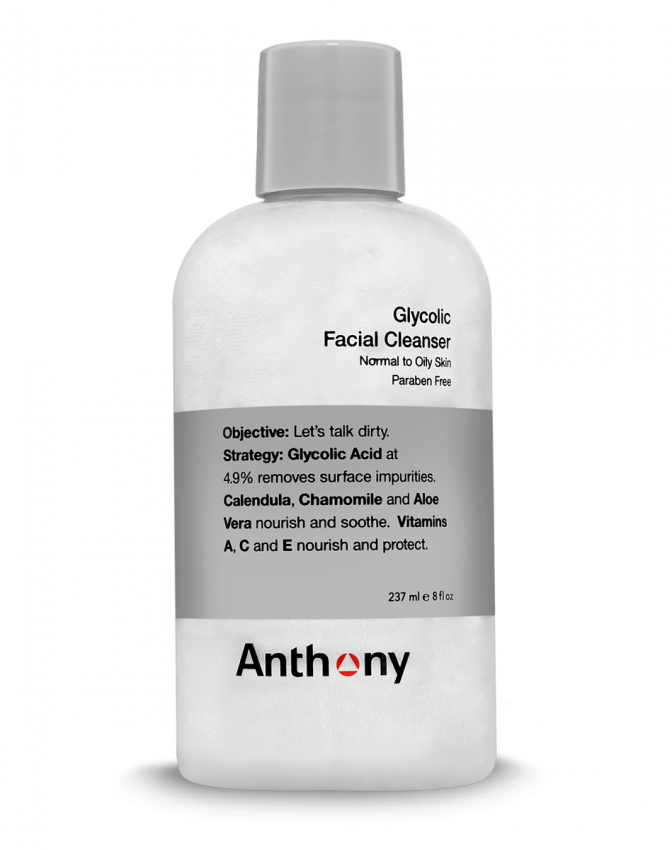 Glycolic
Facial Cleanser
Normal to Oily Skin
Paraben Free
Objective: Let's talk dirty.
Strategy: Glycolic Acid at
4.9% removes surface impurities.
Calendula, Chamomile and Aloe
Vera nourish and soothe. Vitamins
A, C and E nourish and protect.
237 ml e 8 fl oz
Anthony